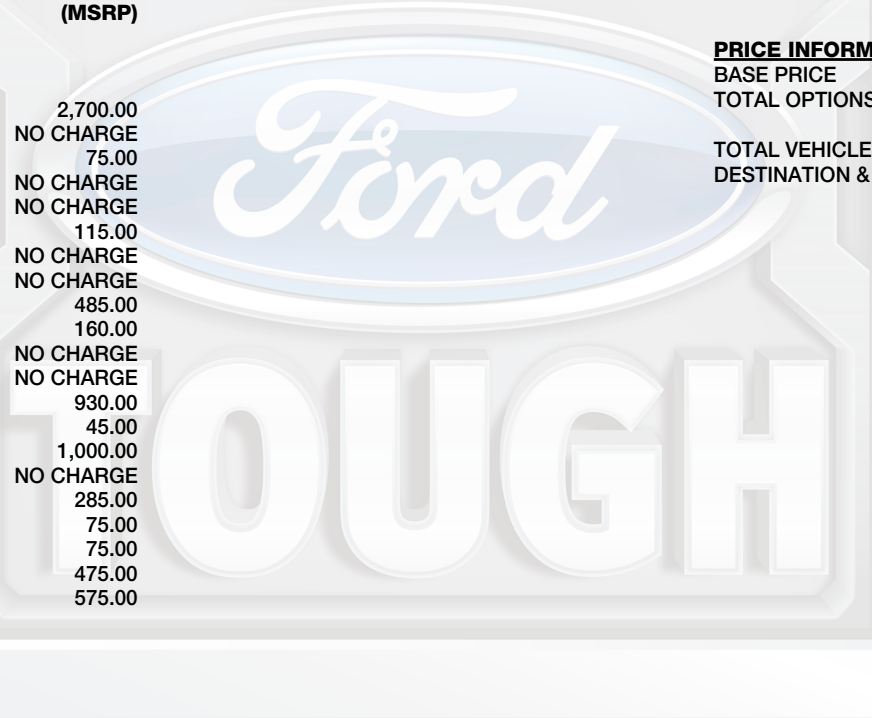 (MSRP)
2,700.00
NO CHARGE
75.00
NO CHARGE
NO CHARGE
115.00
NO CHARGE
NO CHARGE
485.00
160.00
NO CHARGE
NO CHARGE
930.00
45.00
1,000.00
NO CHARGE
285.00
75.00
75.00
475.00
575.00
PRICE INFORM
BASE PRICE
TOTAL OPTIONS
TOTAL VEHICLE
DESTINATION &
Ford
TOUGH